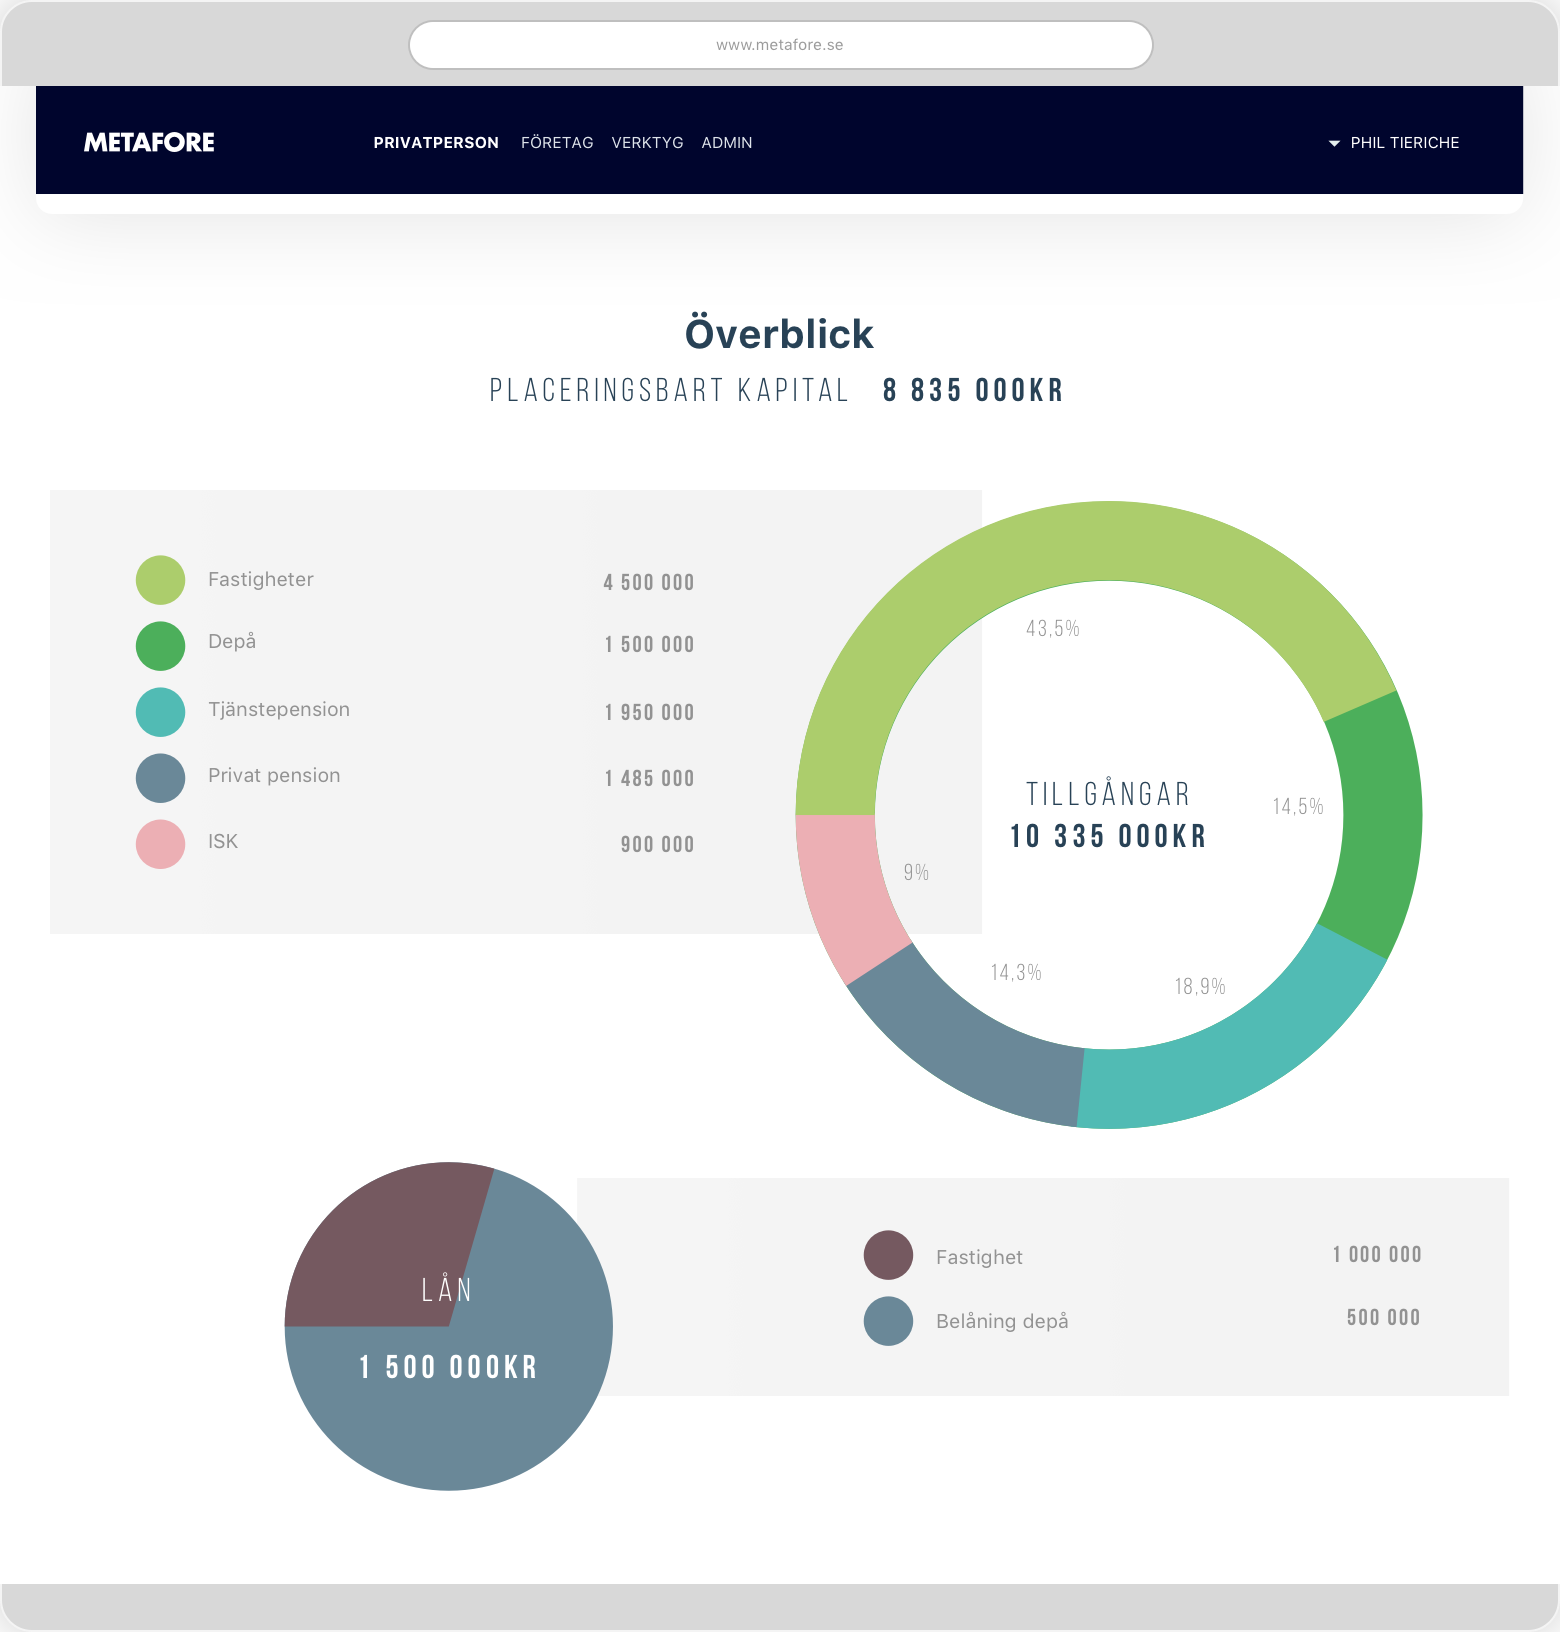 www.metafore.se
METAFORE PRIVATPERSON FÖRETAG VERKTYG ADMIN PHIL TIERICHE
Överblick
PLACERINGSBART KAPITAL 8 835 000KR
Fastigheter 4 500 000
Depå 1 500 000
Tjänstepension 1 950 000
Privat pension 1 485 000
ISK 900 000
43,5%
TILLGÅNGAR
10 335 000KR
14,5%
9%
14,3%
18,9%
LÅN
1 500 000KR
Fastighet 1 000 000
Belåning depå 500 000